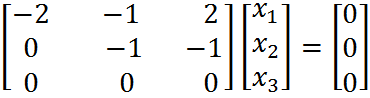 [−2 −1 2] [x₁] [0]
[0 −1 −1] [x₂] = [0]
[0 0 0] [x₃] [0]